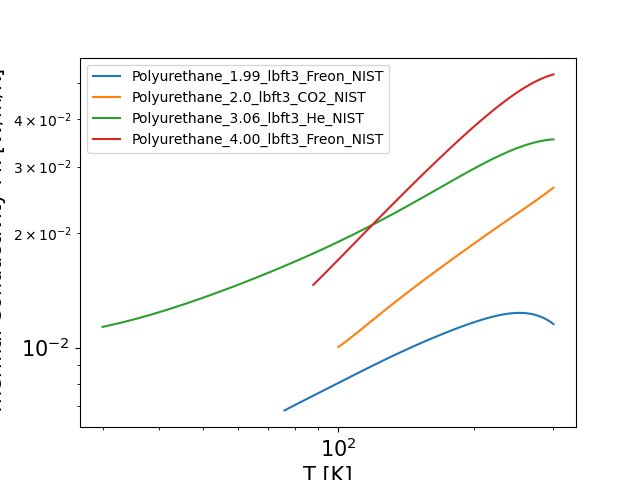 Polyurethane_1.99_lbft3_Freon_NIST
Polyurethane_2.0_lbft3_CO2_NIST
Polyurethane_3.06_lbft3_He_NIST
Polyurethane_4.00_lbft3_Freon_NIST
4 × 10⁻²
3 × 10⁻²
2 × 10⁻²
10⁻²
10²
T [K]